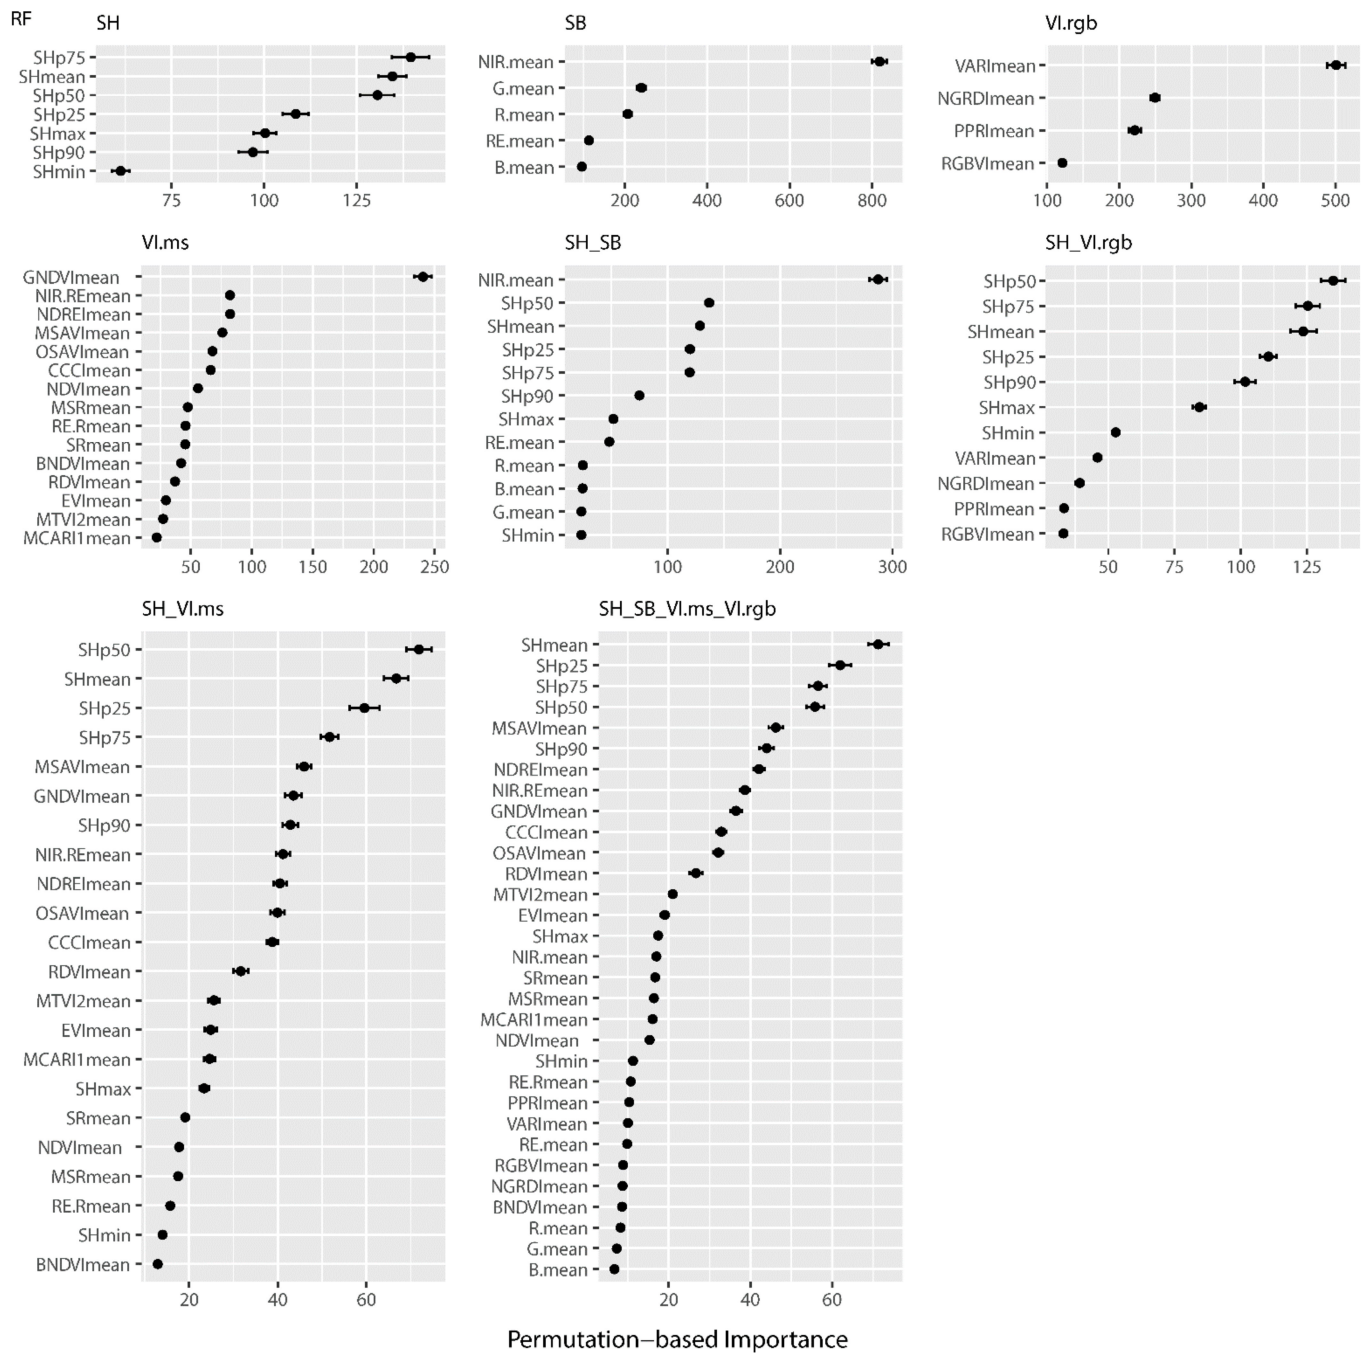 RF
SH
SHp75
SHmean
SHp50
SHp25
SHmax
SHp90
SHmin
75 100 125
SB
NIR.mean
G.mean
R.mean
RE.mean
B.mean
200 400 600 800
VI.rgb
VARImean
NGRDImean
PPRImean
RGBVImean
100 200 300 400 500
VI.ms
GNDVImean
NIR.REmean
NDREImean
MSAVImean
OSAVImean
CCCImean
NDVImean
MSRmean
RE.Rmean
SRmean
BNDVImean
RDVImean
EVImean
MTVI2mean
MCARI1mean
50 100 150 200 250
SH_SB
NIR.mean
SHp50
SHmean
SHp25
SHp75
SHp90
SHmax
RE.mean
R.mean
B.mean
G.mean
SHmin
100 200 300
SH_VI.rgb
SHp50
SHp75
SHmean
SHp25
SHp90
SHmax
SHmin
VARImean
NGRDImean
PPRImean
RGBVImean
50 75 100 125
SH_VI.ms
SHp50
SHmean
SHp25
SHp75
MSAVImean
GNDVImean
SHp90
NIR.REmean
NDREImean
OSAVImean
CCCImean
RDVImean
MTVI2mean
EVImean
MCARI1mean
SHmax
SRmean
NDVImean
MSRmean
RE.Rmean
SHmin
BNDVImean
20 40 60
SH_SB_VI.ms_VI.rgb
SHmean
SHp25
SHp75
SHp50
MSAVImean
SHp90
NDREImean
NIR.REmean
GNDVImean
CCCImean
OSAVImean
RDVImean
MTVI2mean
EVImean
SHmax
NIR.mean
SRmean
MSRmean
MCARI1mean
NDVImean
SHmin
RE.Rmean
PPRImean
VARImean
RE.mean
RGBVImean
NGRDImean
BNDVImean
R.mean
G.mean
B.mean
20 40 60
Permutation−based Importance